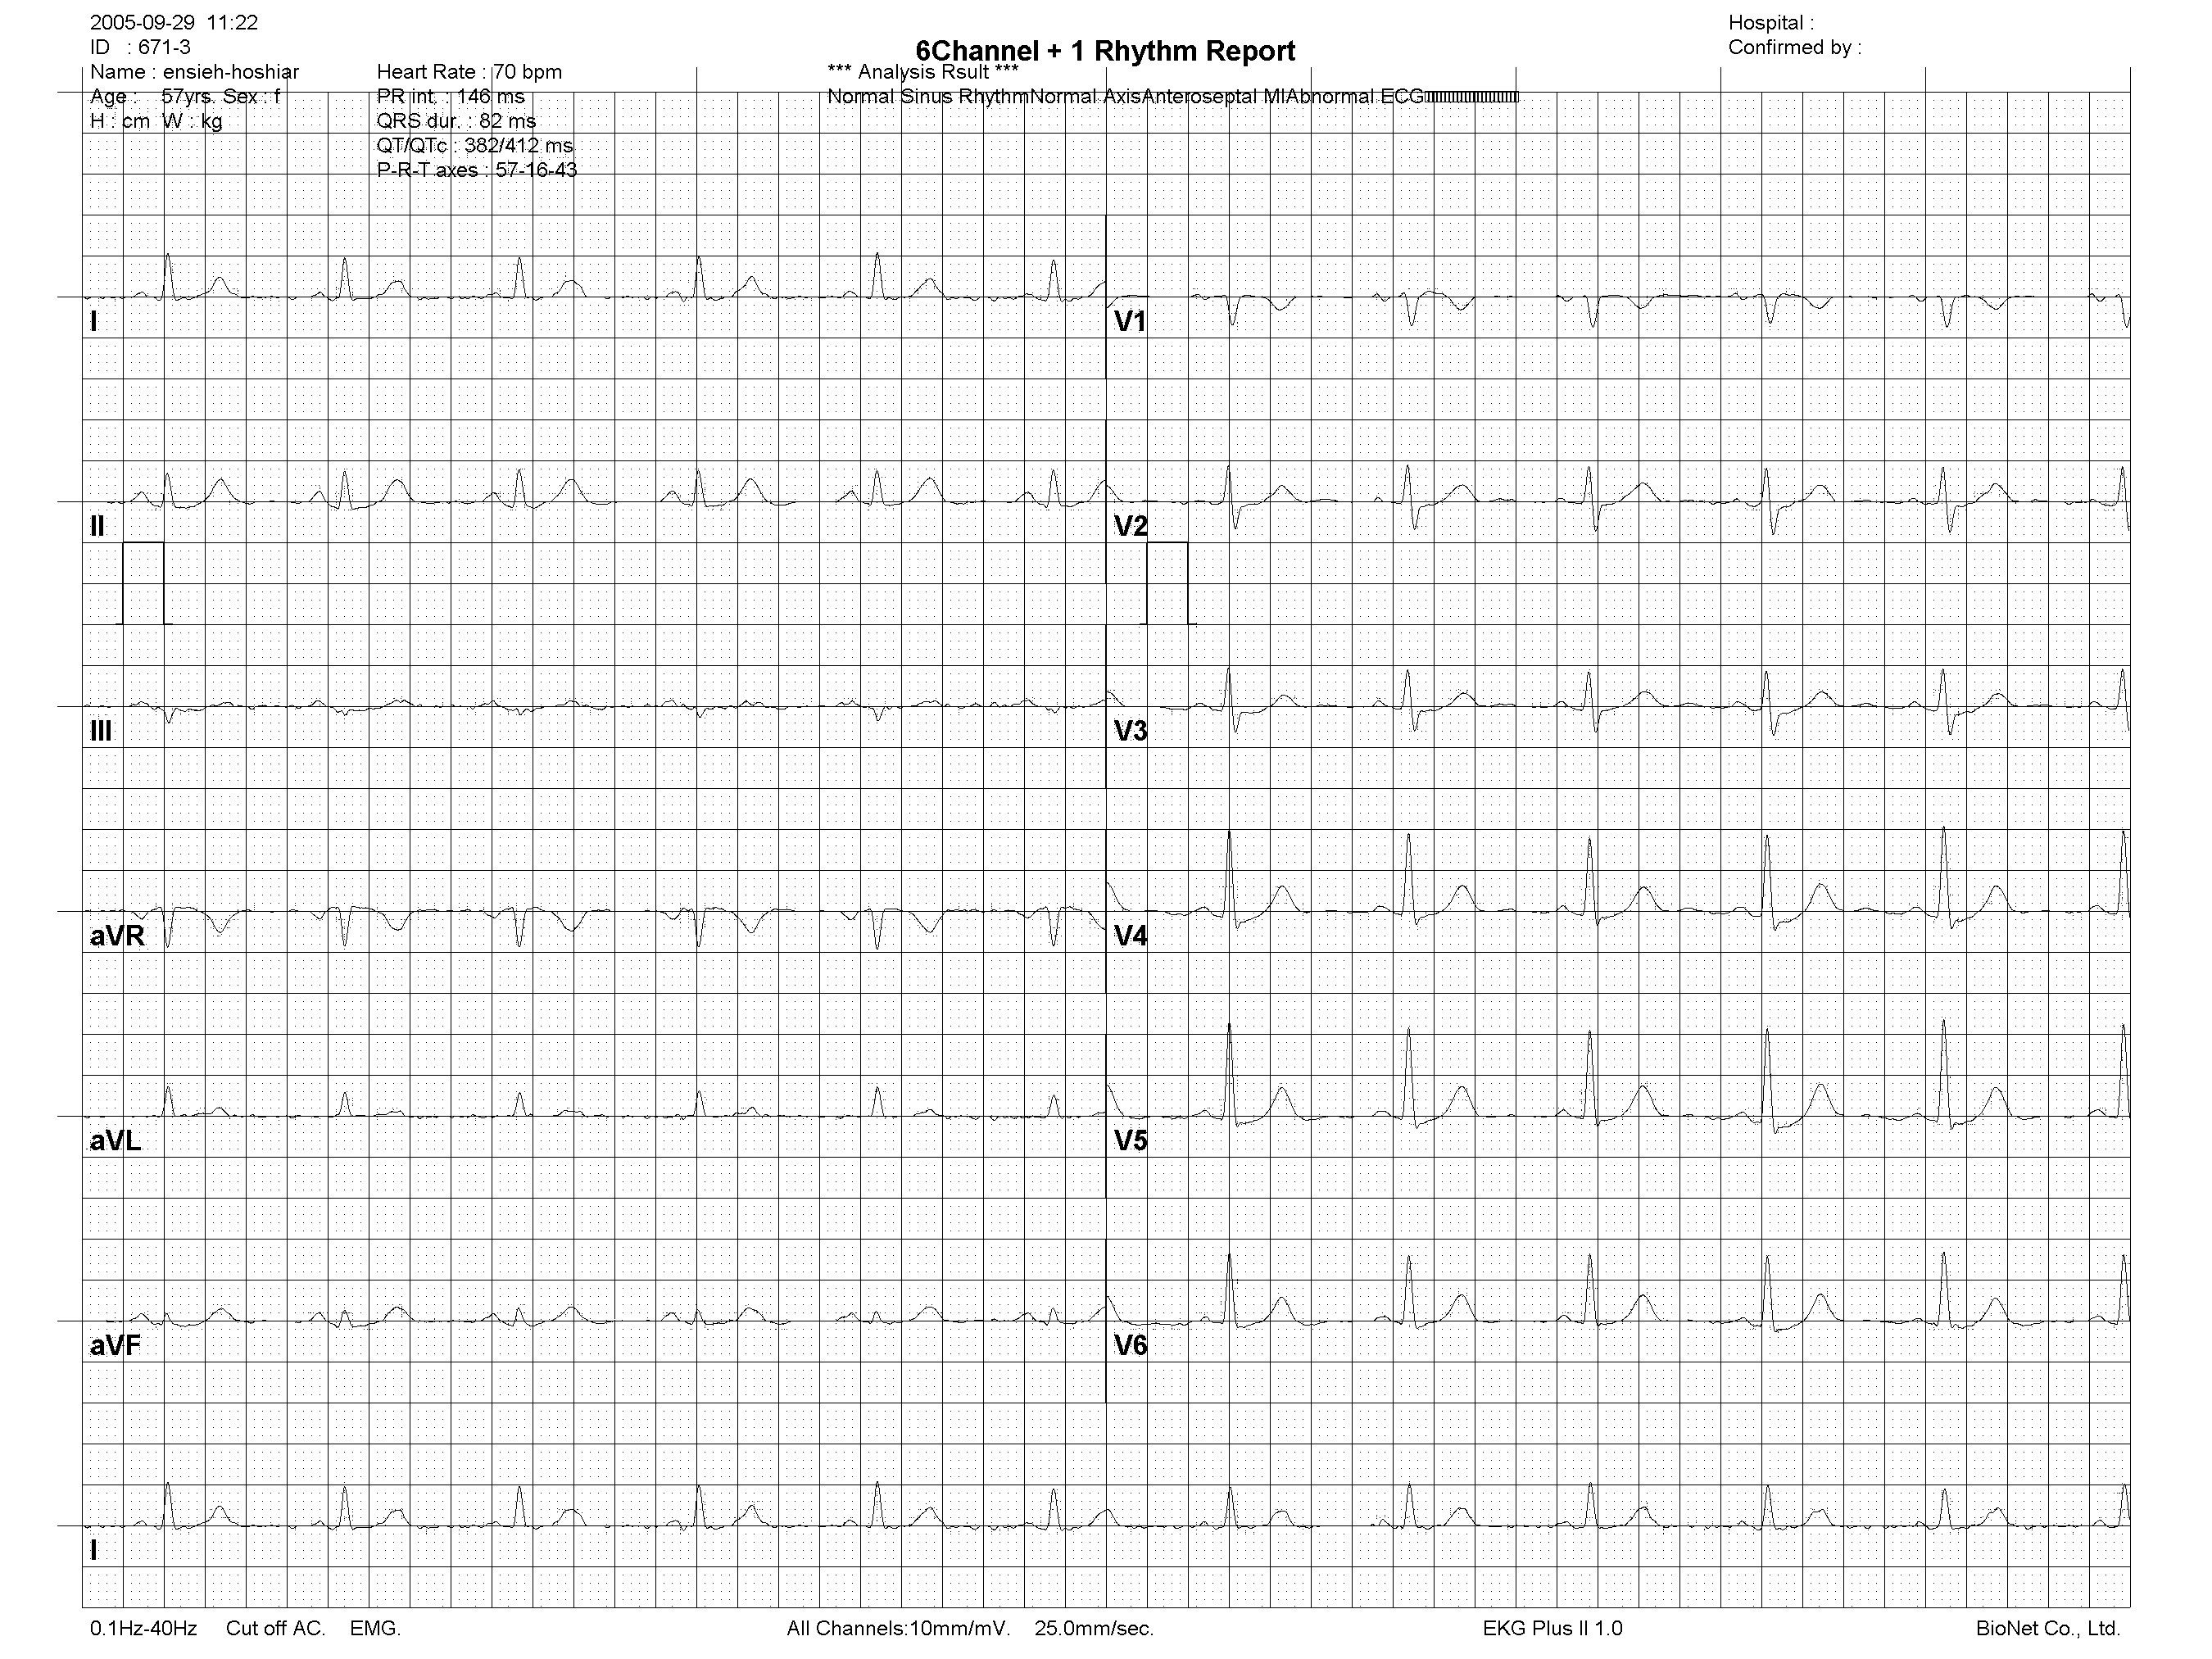 2005-09-29 11:22
ID : 671-3
Name : ensieh-hoshiar
Age : 57yrs. Sex : f
H : cm W : kg
Heart Rate : 70 bpm
PR int. : 146 ms
QRS dur. : 82 ms
QT/QTc : 382/412 ms
P-R-T axes : 57-16-43
6Channel + 1 Rhythm Report
*** Analysis Rsult ***
Normal Sinus RhythmNormal AxisAnteroseptal MIAbnormal ECG
Hospital :
Confirmed by :
I
V1
II
V2
III
V3
aVR
V4
aVL
V5
aVF
V6
I
0.1Hz-40Hz Cut off AC. EMG. All Channels:10mm/mV. 25.0mm/sec. EKG Plus II 1.0 BioNet Co., Ltd.